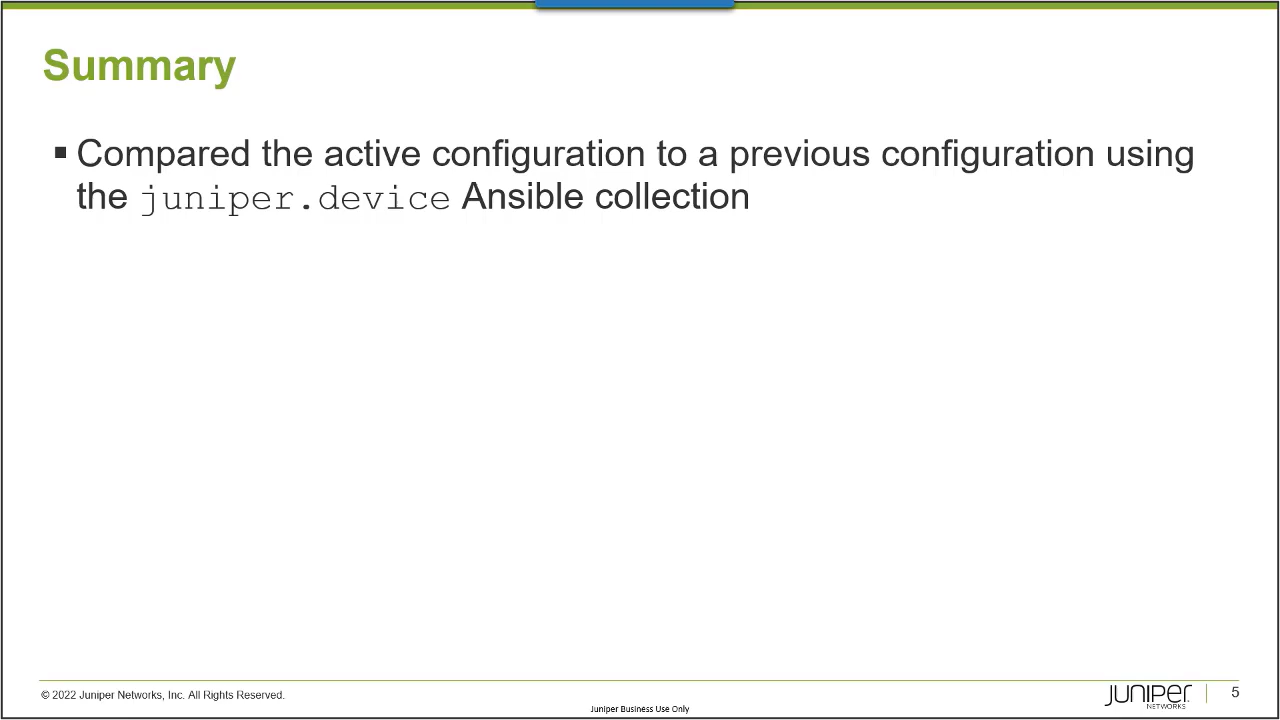 Summary
▪ Compared the active configuration to a previous configuration using
the juniper.device Ansible collection
© 2022 Juniper Networks, Inc. All Rights Reserved.
Juniper Business Use Only
JUNIPER
NETWORKS
5